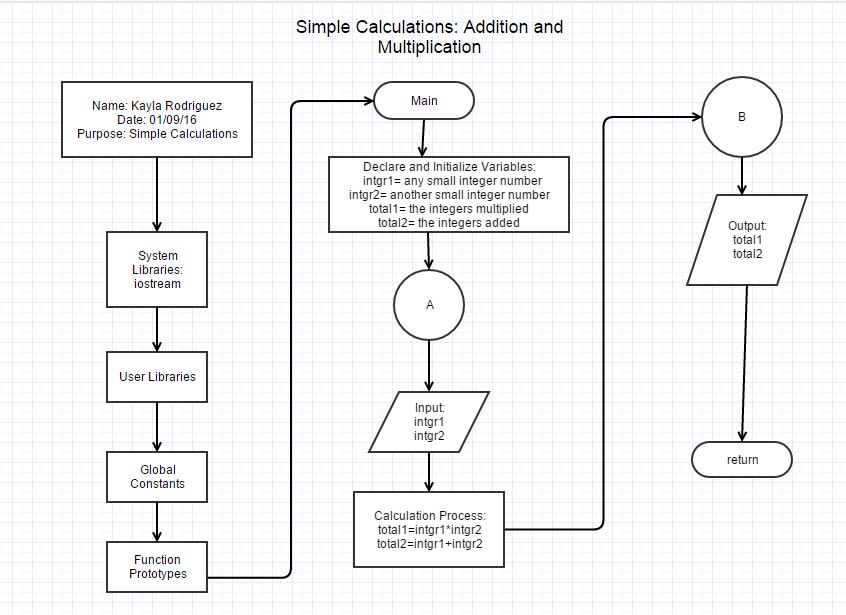 Simple Calculations: Addition and
Multiplication
Name: Kayla Rodriguez
Date: 01/09/16
Purpose: Simple Calculations
System
Libraries:
iostream
User Libraries
Global
Constants
Function
Prototypes
Main
Declare and Initialize Variables:
intgr1= any small integer number
intgr2= another small integer number
total1= the integers multiplied
total2= the integers added
A
Input:
intgr1
intgr2
Calculation Process:
total1=intgr1*intgr2
total2=intgr1+intgr2
B
Output:
total1
total2
return